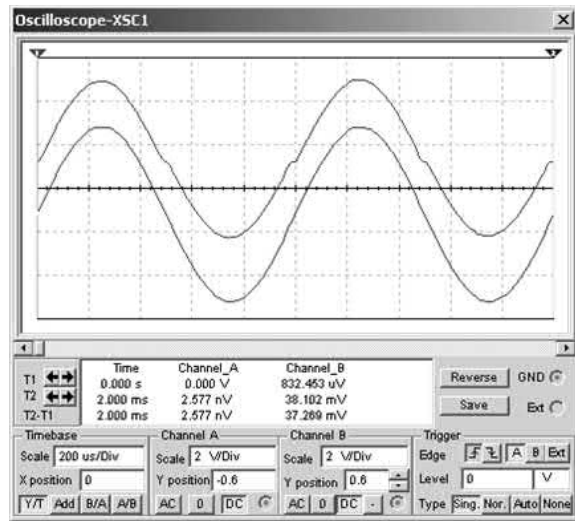 Oscilloscope-XSC1
1 2
Time Channel_A Channel_B
T1 0.000 s 0.000 V 832.453 uV
T2 2.000 ms 2.577 nV 38.102 mV
T2-T1 2.000 ms 2.577 nV 37.269 mV
Reverse GND
Save Ext
Timebase Channel A Channel B Trigger
Scale 200 us/Div Scale 2 V/Div Scale 2 V/Div Edge A B Ext
X position 0 Y position -0.6 Y position 0.6 Level 0 V
Y/T Add B/A A/B AC 0 DC AC 0 DC - Type Sing. Nor. Auto None